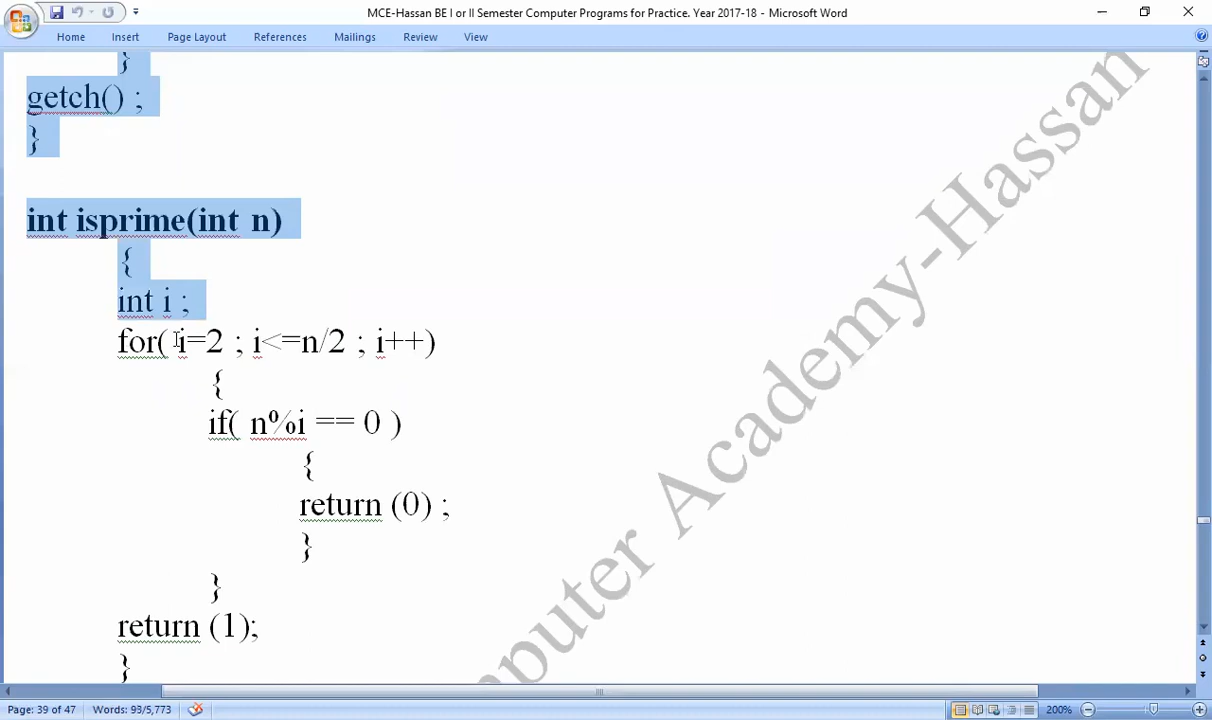 MCE-Hassan BE I or II Semester Computer Programs for Practice. Year 2017-18 - Microsoft Word
Home Insert Page Layout References Mailings Review View
}
getch() ;
}
int isprime(int n)
{
int i ;
for( i=2 ; i<=n/2 ; i++)
{
if( n%i == 0 )
{
return (0) ;
}
}
return (1);
}
puter Academy-Hassan
Page: 39 of 47 Words: 93/5,773 200%